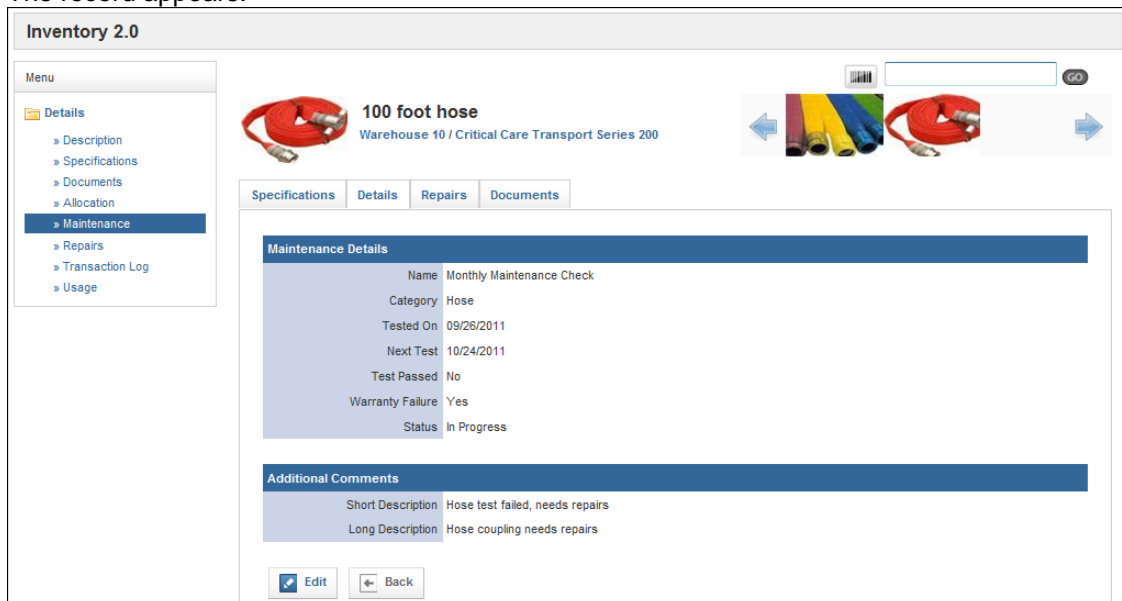 The record appears.
Inventory 2.0
Menu
Details
» Description
» Specifications
» Documents
» Allocation
» Maintenance
» Repairs
» Transaction Log
» Usage
GO
100 foot hose
Warehouse 10 / Critical Care Transport Series 200
Specifications Details Repairs Documents
Maintenance Details
Name Monthly Maintenance Check
Category Hose
Tested On 09/26/2011
Next Test 10/24/2011
Test Passed No
Warranty Failure Yes
Status In Progress
Additional Comments
Short Description Hose test failed, needs repairs
Long Description Hose coupling needs repairs
Edit Back